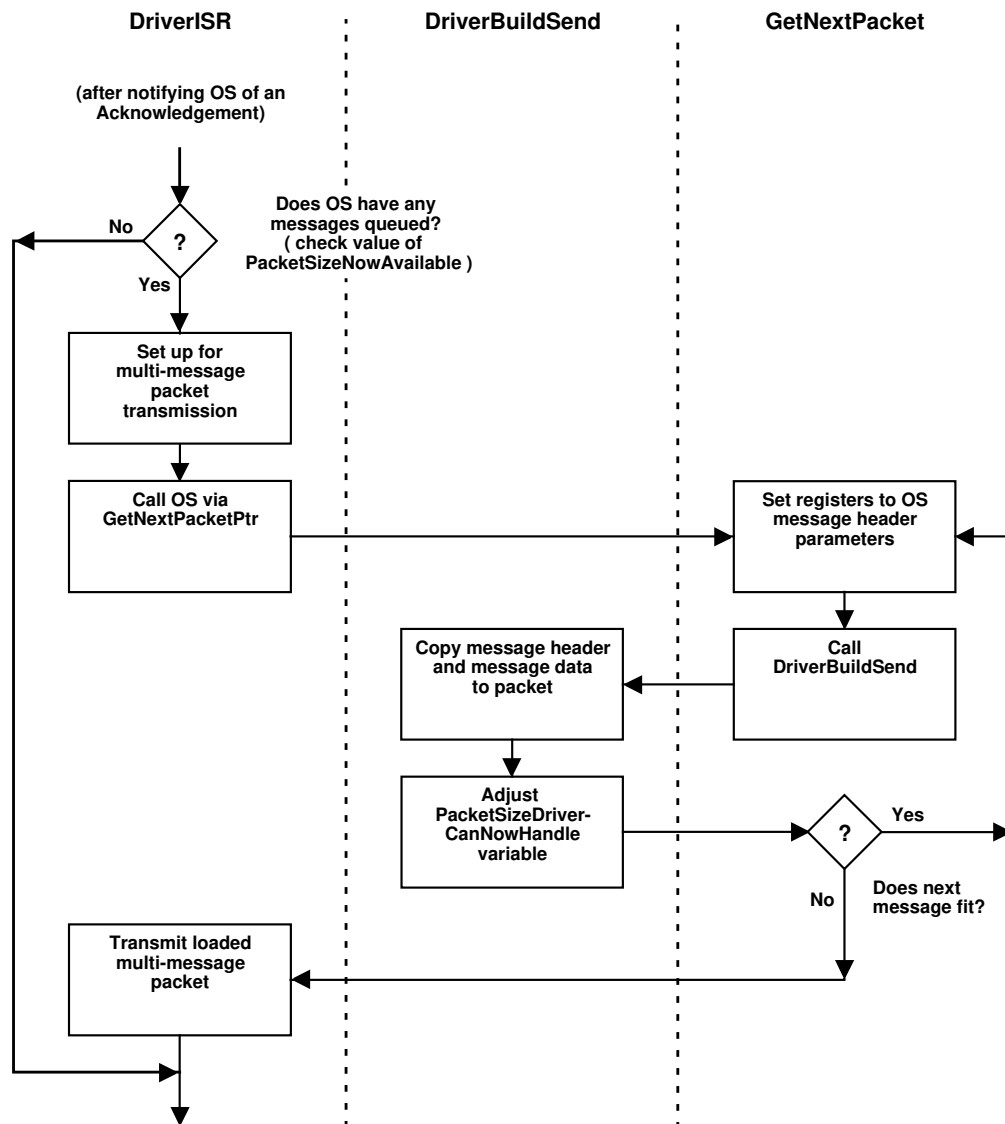 DriverISR
DriverBuildSend
GetNextPacket
(after notifying OS of an
Acknowledgement)
Does OS have any
messages queued?
( check value of
PacketSizeNowAvailable )
No
?
Yes
Set up for
multi-message
packet
transmission
Call OS via
GetNextPacketPtr
Set registers to OS
message header
parameters
Call
DriverBuildSend
Copy message header
and message data
to packet
Adjust
PacketSizeDriver-
CanNowHandle
variable
?
Yes
No
Does next
message fit?
Transmit loaded
multi-message
packet